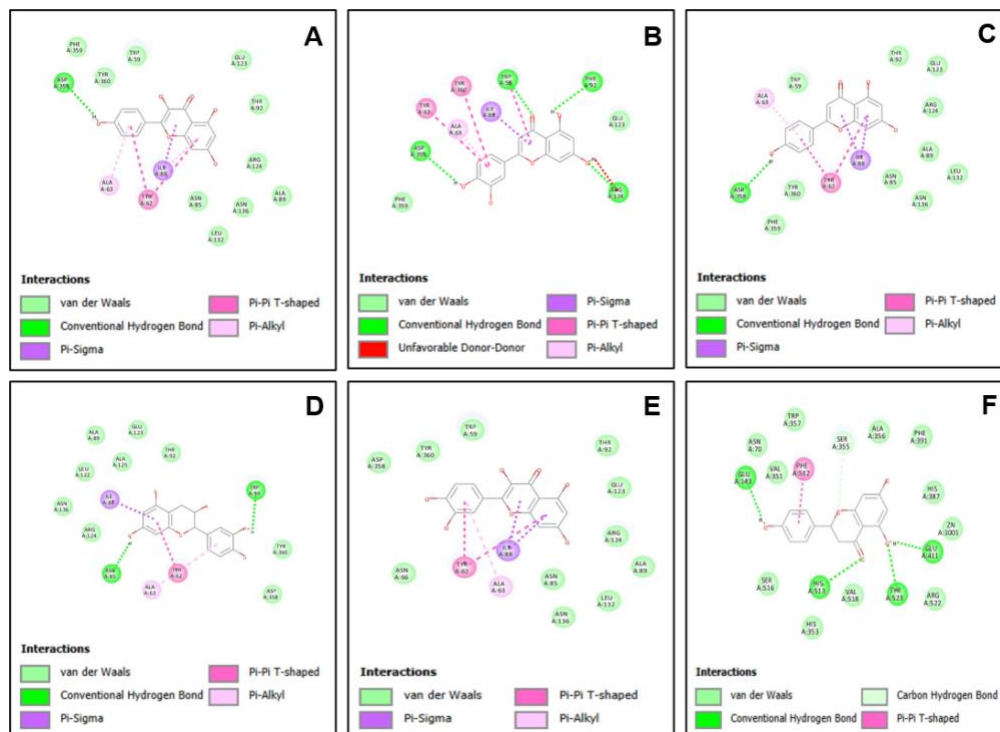 A
PHE
A:359
TRP
A:59
GLU
A:123
TYR
A:360
THR
A:92
ALA
A:63
TYR
A:62
ARG
A:124
ALA
A:89
ASN
A:85
ASN
A:136
LEU
A:132
Interactions
van der Waals
Conventional Hydrogen Bond
Pi-Sigma
Pi-Pi T-shaped
Pi-Alkyl
B
TYR
A:360
THR
A:92
TYR
A:62
ALA
A:63
ILE
A:88
GLU
A:123
ASP
A:358
PHE
A:359
ARG
A:124
Interactions
van der Waals
Conventional Hydrogen Bond
Unfavorable Donor-Donor
Pi-Sigma
Pi-Pi T-shaped
Pi-Alkyl
C
THR
A:92
GLU
A:123
TRP
A:59
ALA
A:63
ARG
A:124
ALA
A:89
LEU
A:132
ASN
A:85
TYR
A:62
ASN
A:136
TYR
A:360
ASP
A:358
PHE
A:359
Interactions
van der Waals
Conventional Hydrogen Bond
Pi-Sigma
Pi-Pi T-shaped
Pi-Alkyl
D
ALA
A:89
GLU
A:123
THR
A:92
ALA
A:125
ASN
A:136
ARG
A:124
TYR
A:360
ASP
A:358
TYR
A:62
ALA
A:63
Interactions
van der Waals
Conventional Hydrogen Bond
Pi-Sigma
Pi-Pi T-shaped
Pi-Alkyl
E
TRP
A:59
TYR
A:360
ASP
A:358
THR
A:92
GLU
A:123
ARG
A:124
ALA
A:89
ASN
A:66
TYR
A:62
ALA
A:63
ASN
A:85
LEU
A:132
ASN
A:136
Interactions
van der Waals
Pi-Sigma
Pi-Pi T-shaped
Pi-Alkyl
F
TRP
A:357
SER
A:355
ALA
A:356
PHE
A:391
ASN
A:70
GLU
A:143
VAL
A:351
PHE
A:512
HIS
A:387
ZN
A:1001
GLU
A:411
SER
A:516
HIS
A:513
VAL
A:518
TYR
A:523
ARG
A:522
HIS
A:353
Interactions
van der Waals
Conventional Hydrogen Bond
Carbon Hydrogen Bond
Pi-Pi T-shaped